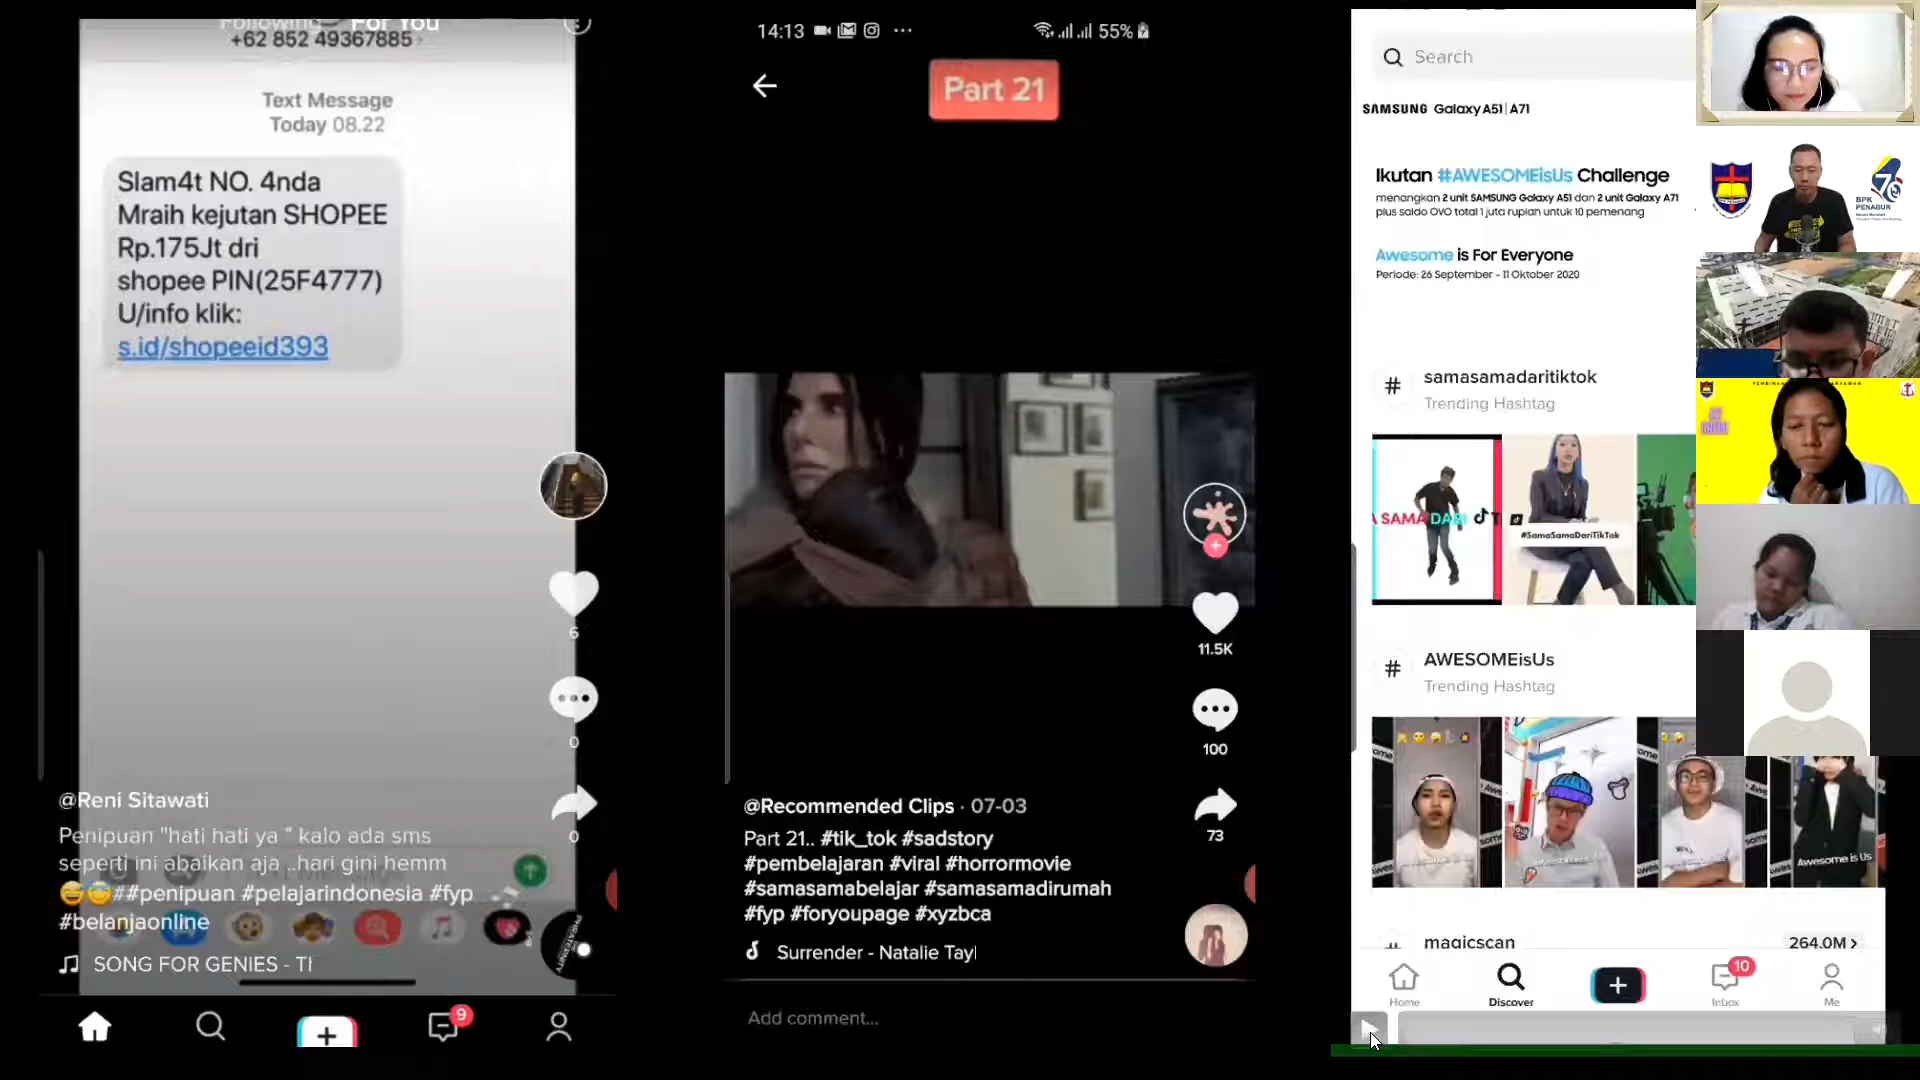 Following For You
+62 852 49367885
Text Message
Today 08.22
Slam4t NO. 4nda
Mraih kejutan SHOPEE
Rp.175Jt dri
shopee PIN(25F4777)
U/info klik:
s.id/shopeeid393
6
0
0
@Reni Sitawati
Penipuan "hati hati ya " kalo ada sms
seperti ini abaikan aja ..hari gini hemm
😅😇##penipuan #pelajarindonesia #fyp
#belanjaonline
SONG FOR GENIES - TI
9
14:13
55%
Part 21
11.5K
100
73
@Recommended Clips · 07-03
Part 21.. #tik_tok #sadstory
#pembelajaran #viral #horrormovie
#samasamabelajar #samasamadirumah
#fyp #foryoupage #xyzbca
Surrender - Natalie Tayl
Add comment...
Search
SAMSUNG Galaxy A51 | A71
Ikutan #AWESOMEisUs Challenge
menangkan 2 unit SAMSUNG Galaxy A51 dan 2 unit Galaxy A71
plus saldo OVO total 1 juta rupiah untuk 10 pemenang
Awesome is For Everyone
Periode: 26 September - 11 Oktober 2020
# samasamadaritiktok
Trending Hashtag
A SAMA DARI T
#SamaSamaDariTikTok
# AWESOMEisUs
Trending Hashtag
Awesome is Us
# magicscan
264.0M >
Home
Discover
10
Inbox
Me
BPK
PENABUR